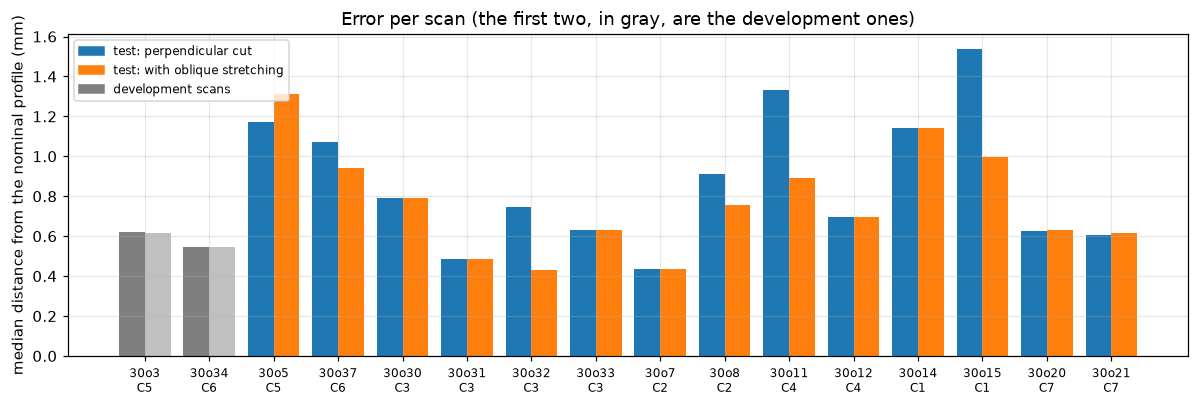 Error per scan (the first two, in gray, are the development ones)
median distance from the nominal profile (mm)
1.6
1.4
1.2
1.0
0.8
0.6
0.4
0.2
0.0
test: perpendicular cut
test: with oblique stretching
development scans
30o3 30o34 30o5 30o37 30o30 30o31 30o32 30o33 30o7 30o8 30o11 30o12 30o14 30o15 30o20 30o21
C5 C6 C5 C6 C3 C3 C3 C3 C2 C2 C4 C4 C1 C1 C7 C7